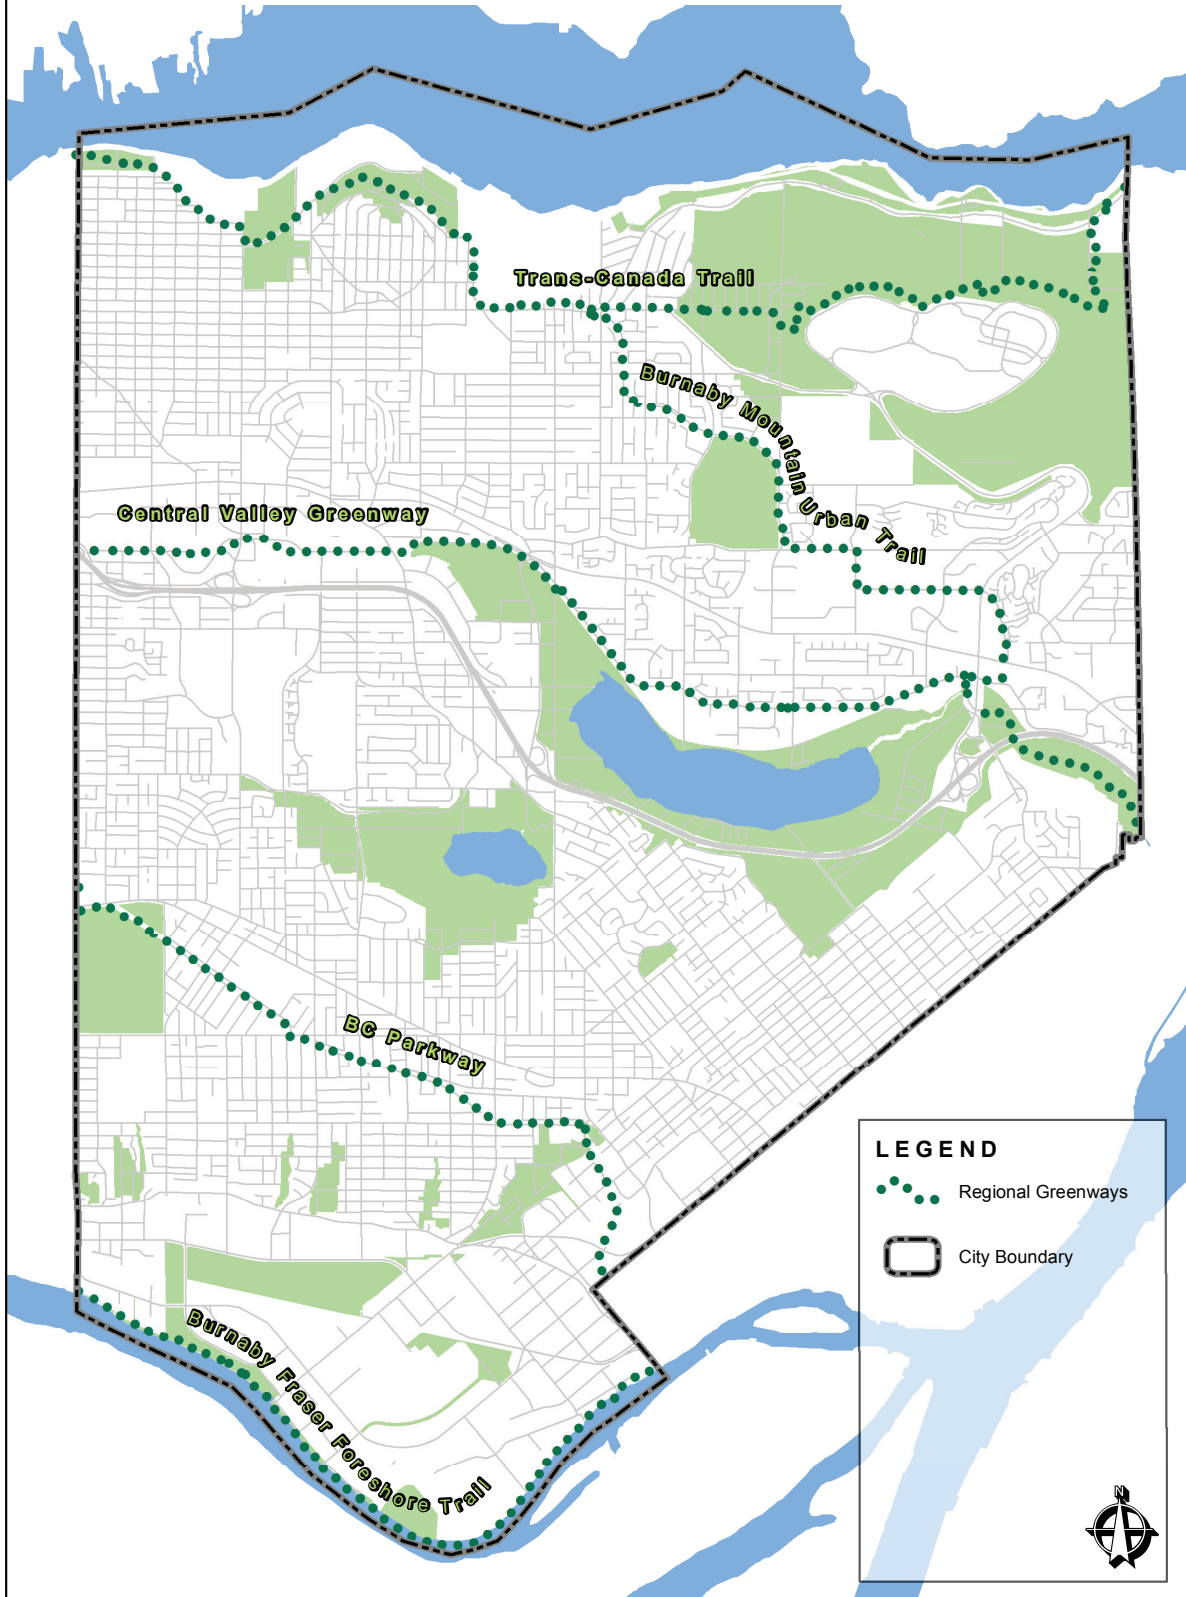 Trans-Canada Trail
Burnaby Mountain Urban Trail
Central Valley Greenway
BC Parkway
Burnaby Fraser Foreshore Trail
LEGEND
Regional Greenways
City Boundary
N